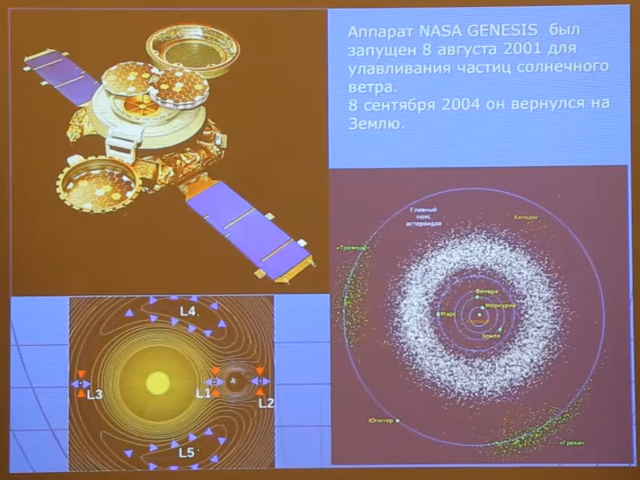 Аппарат NASA GENESIS был
запущен 8 августа 2001 для
улавливания частиц солнечного
ветра.
8 сентября 2004 он вернулся на
Землю.
Главный
пояс
астероидов
Хильды
«Троянцы»
Венера
Меркурий
Марс
Земля
Юпитер
«Греки»
L4
L3
L1
L2
L5